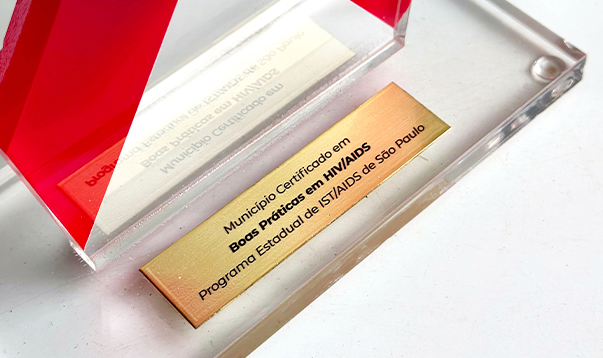 Município Certificado em
Boas Práticas em HIV/AIDS
Programa Estadual de IST/AIDS de São Paulo